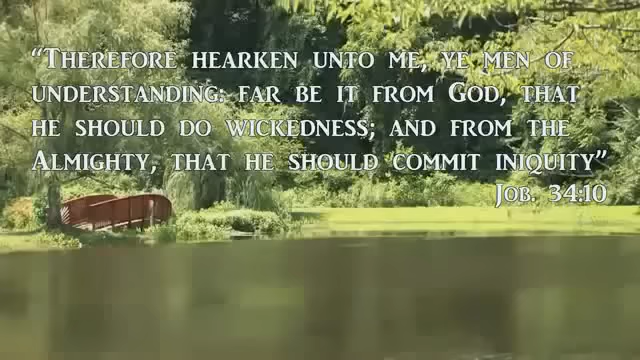 “Therefore hearken unto me, ye men of
understanding: far be it from God, that
he should do wickedness; and from the
Almighty, that he should commit iniquity”
Job. 34:10